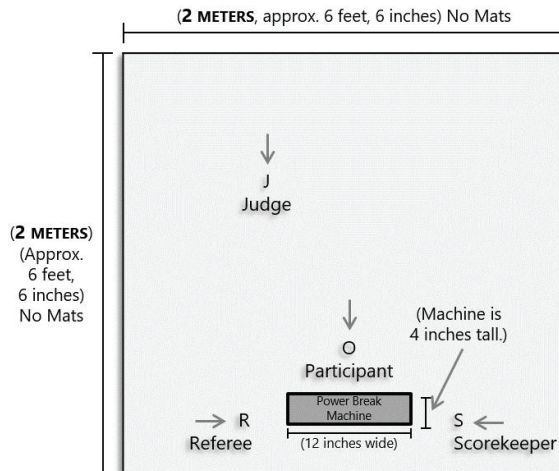 (2 METERS, approx. 6 feet, 6 inches) No Mats
J
Judge
(2 METERS)
(Approx.
6 feet,
6 inches)
No Mats
(Machine is
4 inches tall.)
O
Participant
Power Break
Machine
R
Referee
(12 inches wide)
S
Scorekeeper